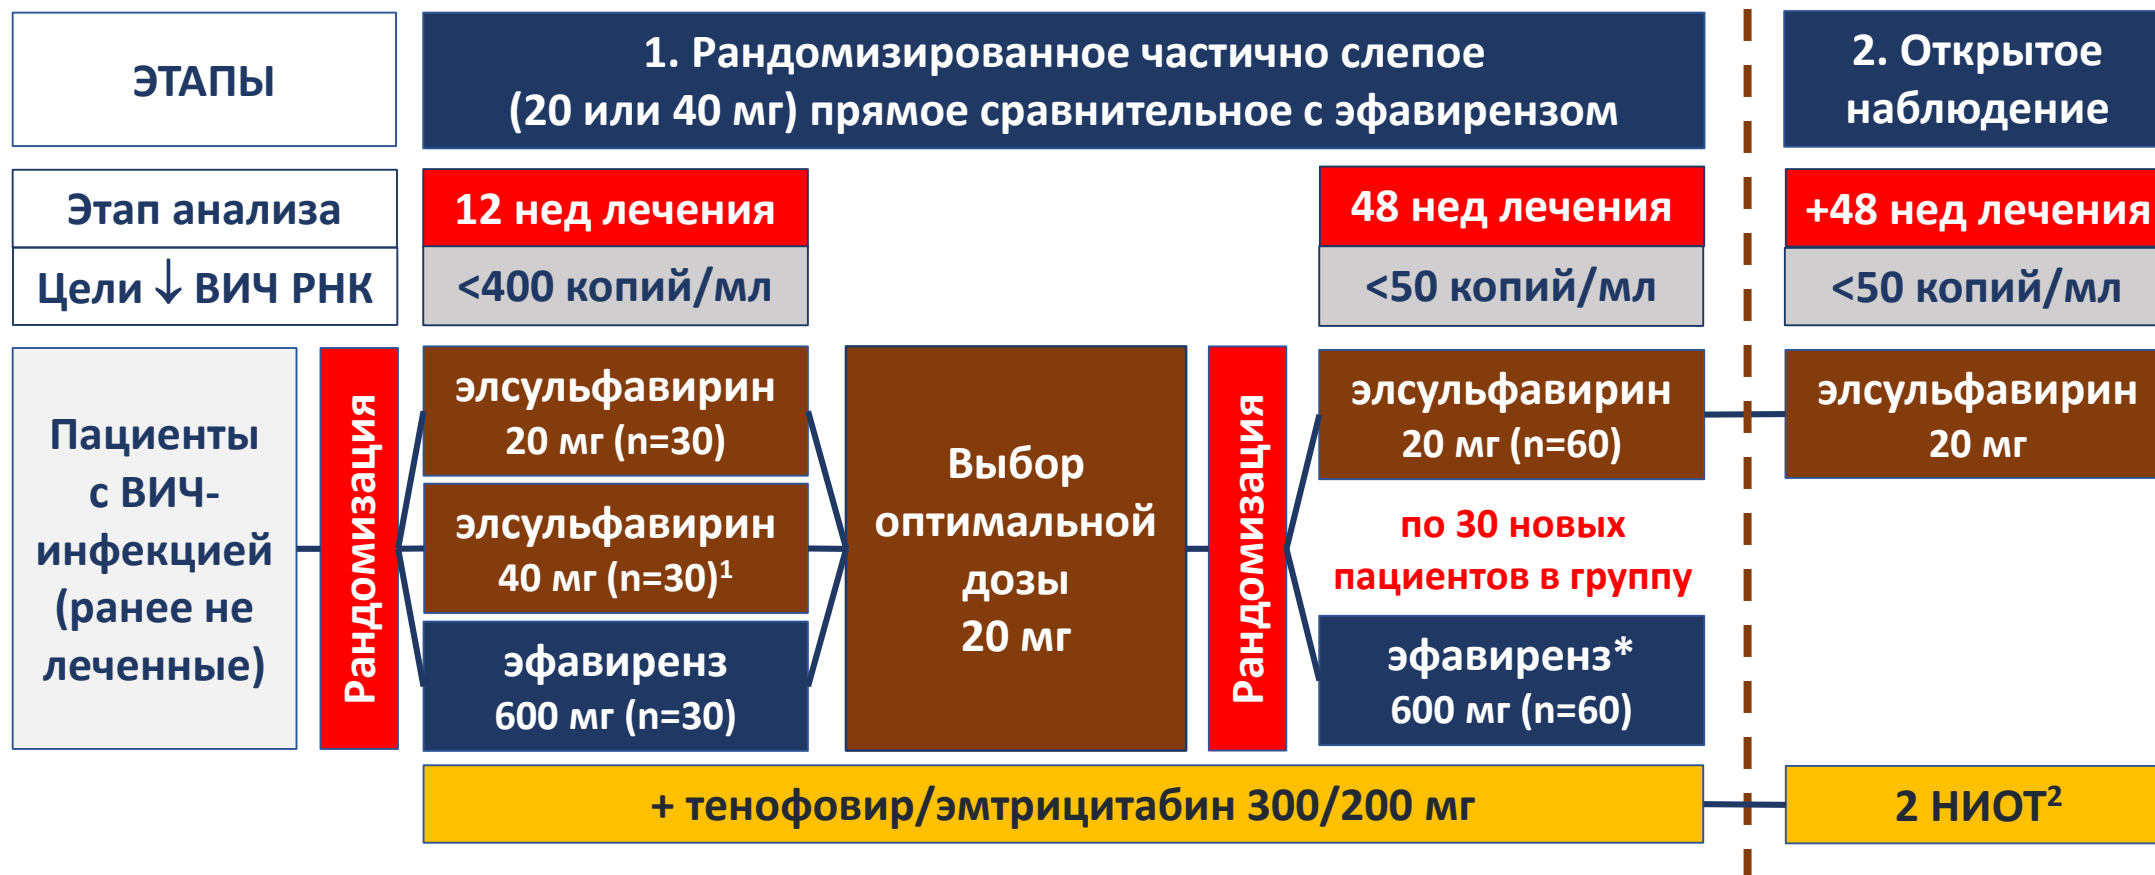 ЭТАПЫ
1. Рандомизированное частично слепое
(20 или 40 мг) прямое сравнительное с эфавирензом
2. Открытое
наблюдение
Этап анализа
12 нед лечения
48 нед лечения
+48 нед лечения
Цели ↓ ВИЧ РНК
<400 копий/мл
<50 копий/мл
<50 копий/мл
Пациенты
с ВИЧ-
инфекцией
(ранее не
леченные)
Рандомизация
элсульфавирин
20 мг (n=30)
элсульфавирин
40 мг (n=30)¹
эфавиренз
600 мг (n=30)
Выбор
оптимальной
дозы
20 мг
Рандомизация
элсульфавирин
20 мг (n=60)
по 30 новых
пациентов в группу
эфавиренз*
600 мг (n=60)
элсульфавирин
20 мг
+ тенофовир/эмтрицитабин 300/200 мг
2 НИОТ²